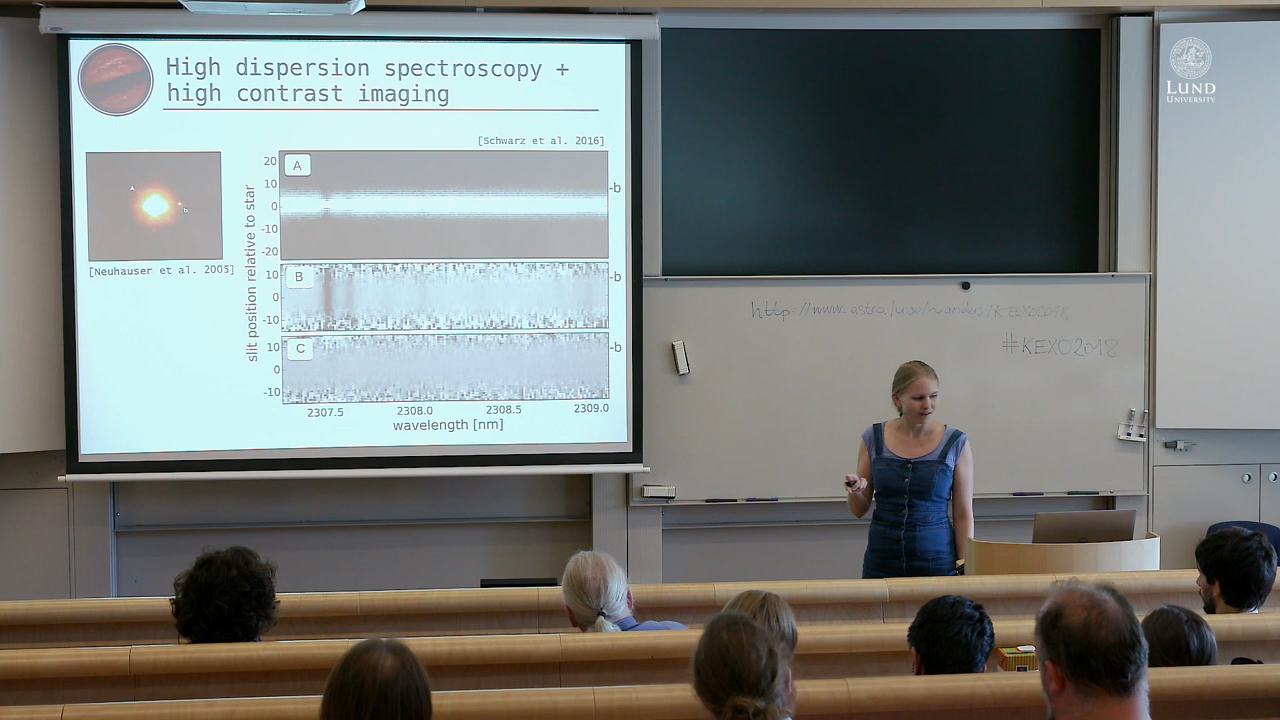 High dispersion spectroscopy +
high contrast imaging
[Schwarz et al. 2016]
A
b
[Neuhauser et al. 2005]
slit position relative to star
20
10
0
-10
-20
A
-b
10
0
-10
B
-b
10
0
-10
C
-b
2307.5 2308.0 2308.5 2309.0
wavelength [nm]
#KEXO2018
LUND
UNIVERSITY